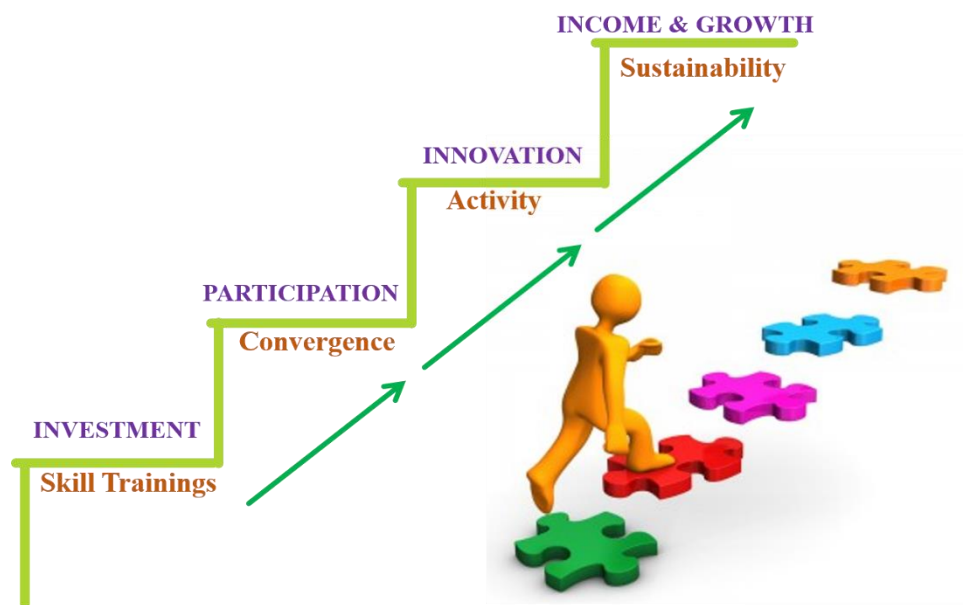 INCOME & GROWTH
Sustainability
INNOVATION
Activity
PARTICIPATION
Convergence
INVESTMENT
Skill Trainings